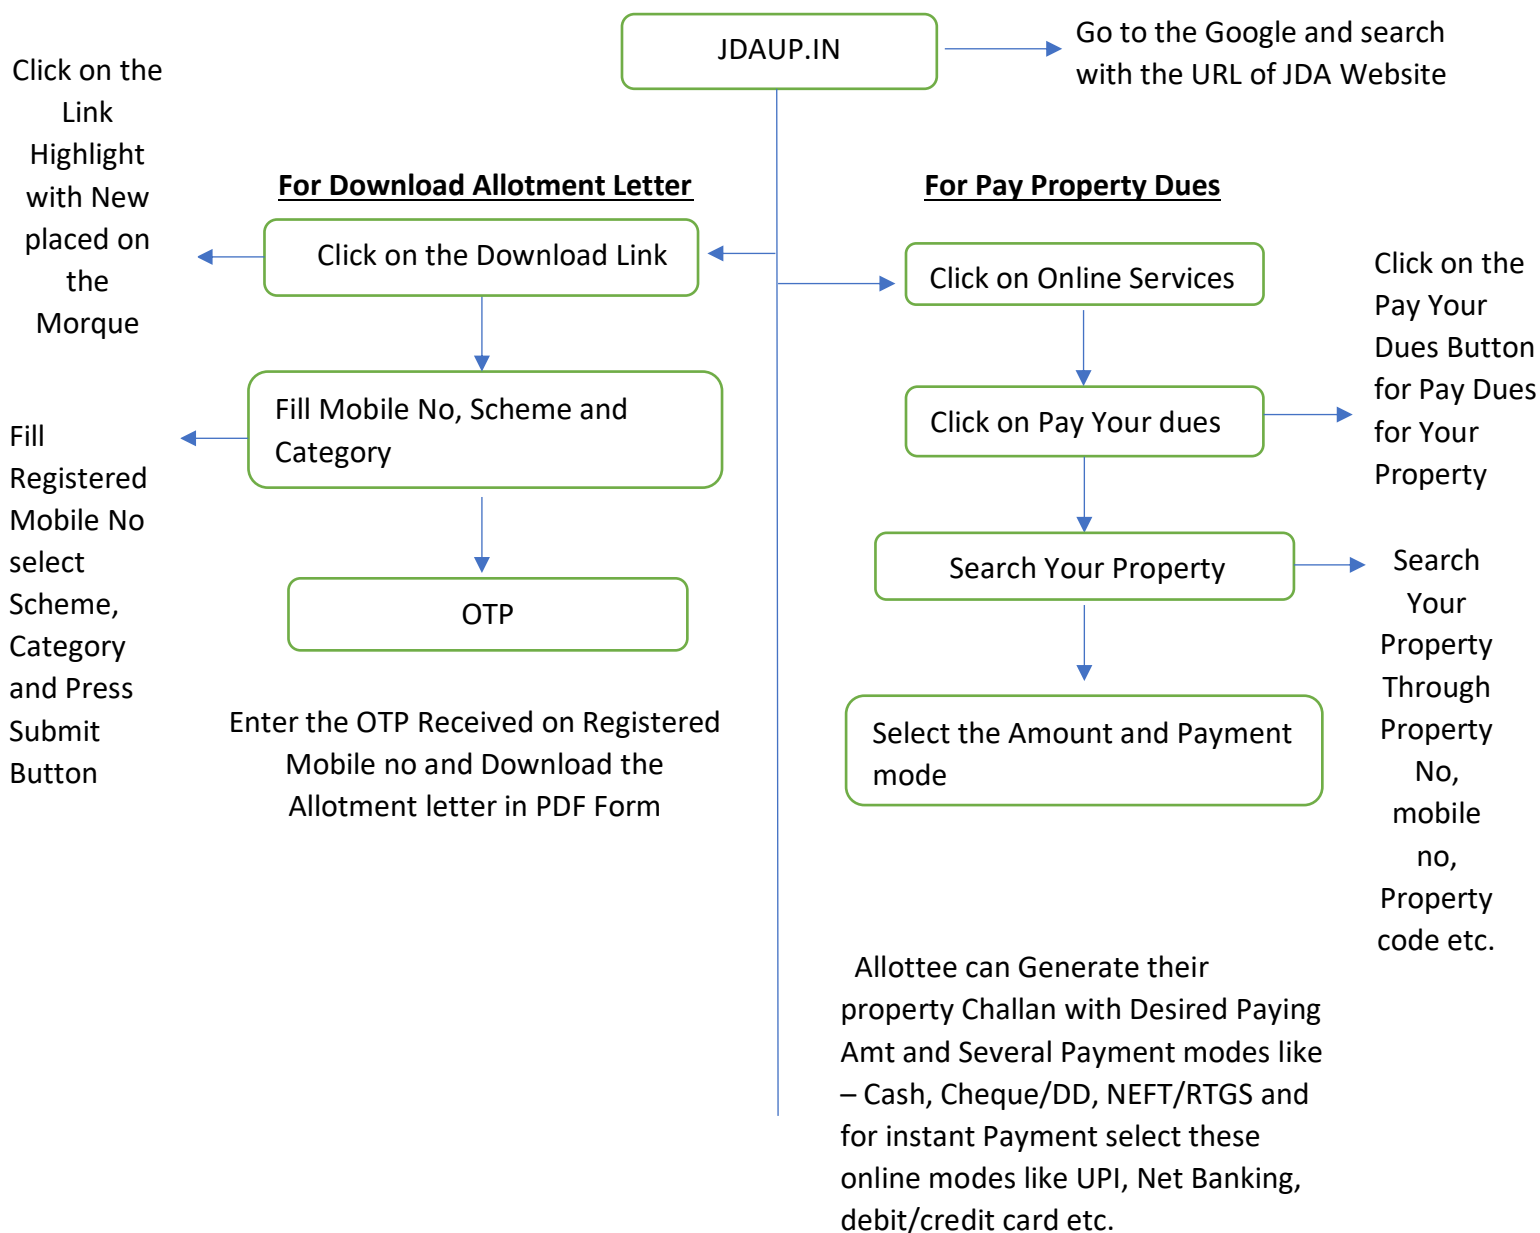 JDAUP.IN
Go to the Google and search
with the URL of JDA Website
Click on the
Link
Highlight
with New
placed on
the
Morque
For Download Allotment Letter
Click on the Download Link
Fill Mobile No, Scheme and
Category
Fill
Registered
Mobile No
select
Scheme,
Category
and Press
Submit
Button
OTP
Enter the OTP Received on Registered
Mobile no and Download the
Allotment letter in PDF Form
For Pay Property Dues
Click on Online Services
Click on Pay Your dues
Click on the
Pay Your
Dues Button
for Pay Dues
for Your
Property
Search Your Property
Search
Your
Property
Through
Property
No,
mobile
no,
Property
code etc.
Select the Amount and Payment
mode
Allottee can Generate their
property Challan with Desired Paying
Amt and Several Payment modes like
– Cash, Cheque/DD, NEFT/RTGS and
for instant Payment select these
online modes like UPI, Net Banking,
debit/credit card etc.